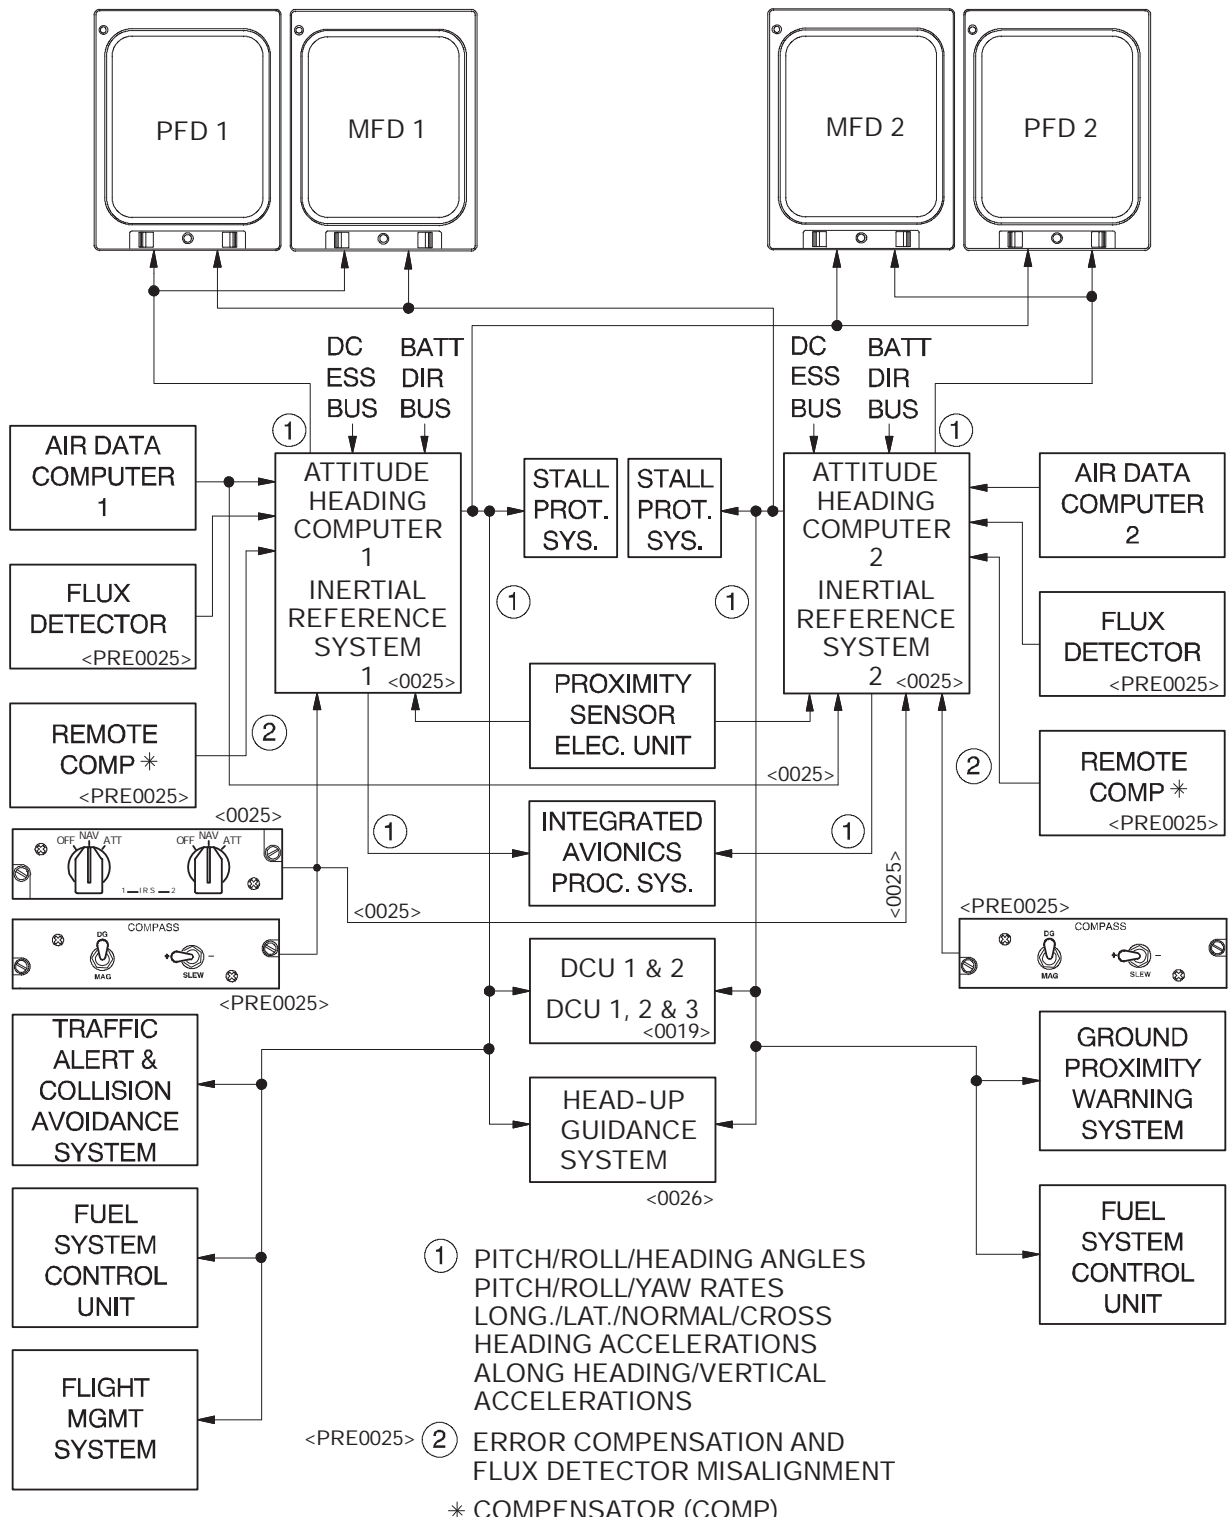 PFD 1
MFD 1
MFD 2
PFD 2
DC
ESS
BUS
BATT
DIR
BUS
DC
ESS
BUS
BATT
DIR
BUS
1
1
AIR DATA
COMPUTER
1
ATTITUDE
HEADING
COMPUTER
1
INERTIAL
REFERENCE
SYSTEM
1
<0025>
STALL
PROT.
SYS.
STALL
PROT.
SYS.
ATTITUDE
HEADING
COMPUTER
2
INERTIAL
REFERENCE
SYSTEM
2
<0025>
AIR DATA
COMPUTER
2
FLUX
DETECTOR
<PRE0025>
1
1
FLUX
DETECTOR
<PRE0025>
PROXIMITY
SENSOR
ELEC. UNIT
REMOTE
COMP *
<PRE0025>
2
2
REMOTE
COMP *
<PRE0025>
<0025>
<0025>
OFF NAV ATT
OFF NAV ATT
1 IRS 2
1
INTEGRATED
AVIONICS
PROC. SYS.
1
<0025>
<0025>
COMPASS
DG
MAG
+ -
SLEW
<PRE0025>
<PRE0025>
COMPASS
DG
MAG
+ -
SLEW
DCU 1 & 2
DCU 1, 2 & 3
<0019>
TRAFFIC
ALERT &
COLLISION
AVOIDANCE
SYSTEM
GROUND
PROXIMITY
WARNING
SYSTEM
HEAD-UP
GUIDANCE
SYSTEM
<0026>
FUEL
SYSTEM
CONTROL
UNIT
FUEL
SYSTEM
CONTROL
UNIT
FLIGHT
MGMT
SYSTEM
1 PITCH/ROLL/HEADING ANGLES
PITCH/ROLL/YAW RATES
LONG./LAT./NORMAL/CROSS
HEADING ACCELERATIONS
ALONG HEADING/VERTICAL
ACCELERATIONS
<PRE0025> 2 ERROR COMPENSATION AND
FLUX DETECTOR MISALIGNMENT
* COMPENSATOR (COMP)